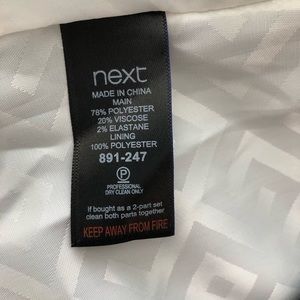 next
MADE IN CHINA
MAIN
78% POLYESTER
20% VISCOSE
2% ELASTANE
LINING
100% POLYESTER
891-247
P
PROFESSIONAL
DRY CLEAN ONLY
If bought as a 2-part set
clean both parts together
KEEP AWAY FROM FIRE